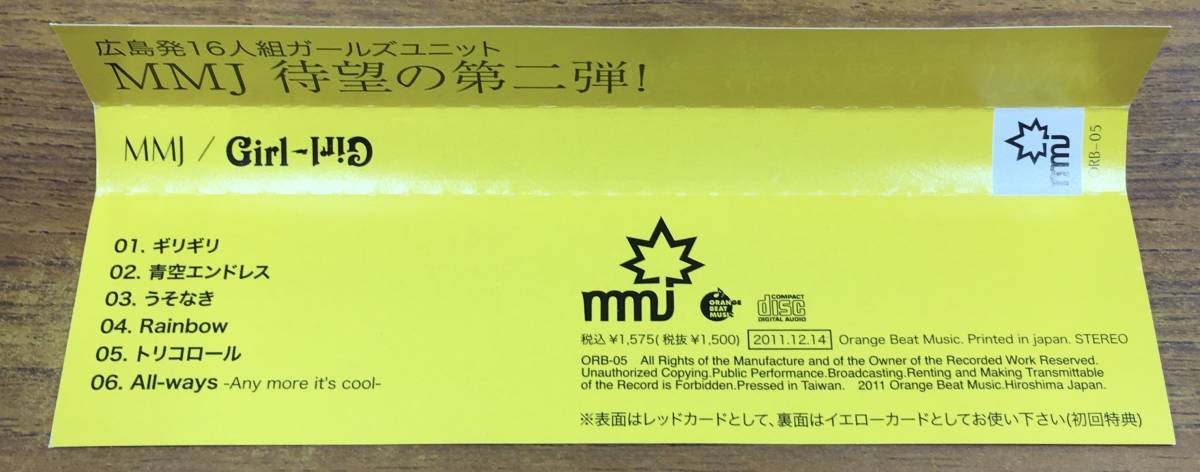 広島発16人組ガールズユニット
MMJ 待望の第二弾!
MMJ / Girl~Girl
mmj
ORB-05
01. ギリギリ
02. 青空エンドレス
03. うそなき
04. Rainbow
05. トリコロール
06. All-ways -Any more it's cool-
mmj
ORANGE
BEAT
MUSIC
COMPACT
disc
DIGITAL AUDIO
税込¥1,575(税抜¥1,500) 2011.12.14 Orange Beat Music. Printed in japan. STEREO
ORB-05 All Rights of the Manufacture and of the Owner of the Recorded Work Reserved.
Unauthorized Copying.Public Performance.Broadcasting.Renting and Making Transmittable
of the Record is Forbidden.Pressed in Taiwan. 2011 Orange Beat Music.Hiroshima Japan.
※表面はレッドカードとして、裏面はイエローカードとしてお使い下さい(初回特典)